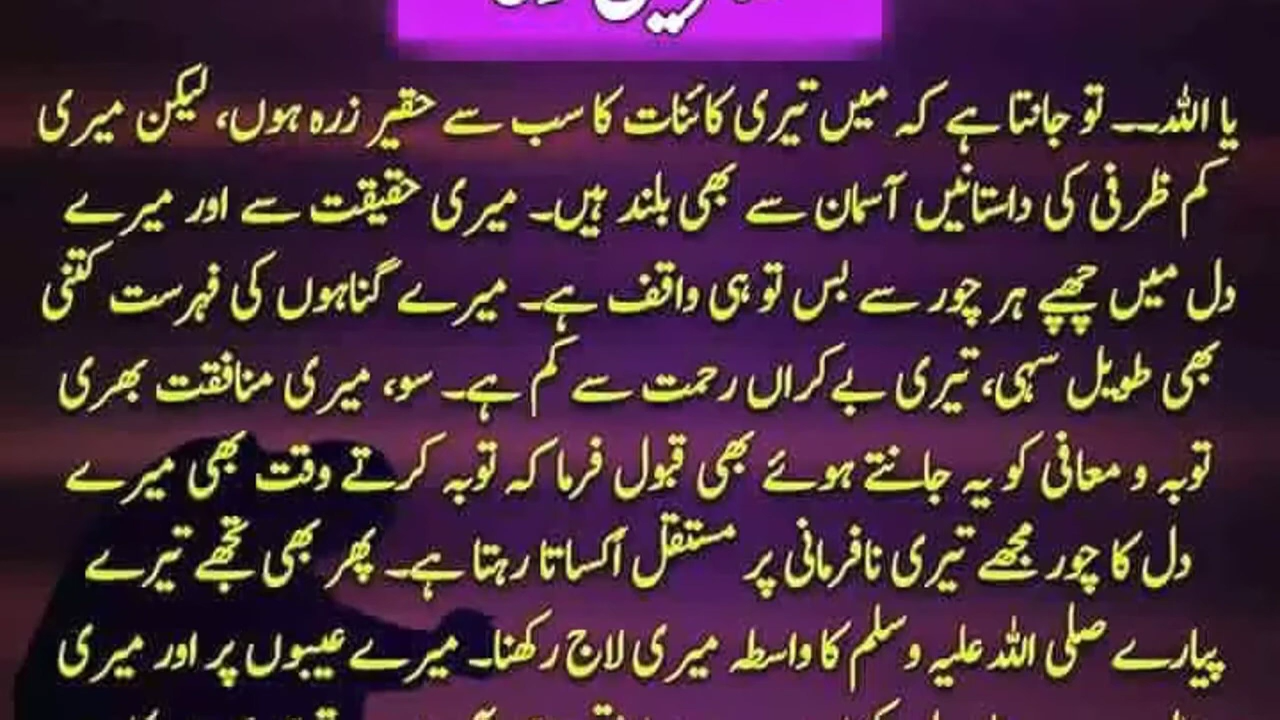 یا اللہ۔۔۔ تو جانتا ہے کہ میں تیری کائنات کا سب سے حقیر زرہ ہوں، لیکن میری
کم ظرفی کی داستانیں آسمان سے بھی بلند ہیں۔ میری حقیقت سے اور میرے
دل میں چھپے ہر چور سے بس تو ہی واقف ہے۔ میرے گناہوں کی فہرست کتنی
بھی طویل سہی، تیری بے کراں رحمت سے کم ہے۔ سو، میری منافقت بھری
توبہ و معافی کو یہ جانتے ہوئے بھی قبول فرما کہ توبہ کرتے وقت بھی میرے
دل کا چور مجھے تیری نافرمانی پر مستقل اُکساتا رہتا ہے۔ پھر بھی تجھے تیرے
پیارے صلی اللہ علیہ وسلم کا واسطہ میری لاج رکھنا۔ میرے عیبوں پر اور میری